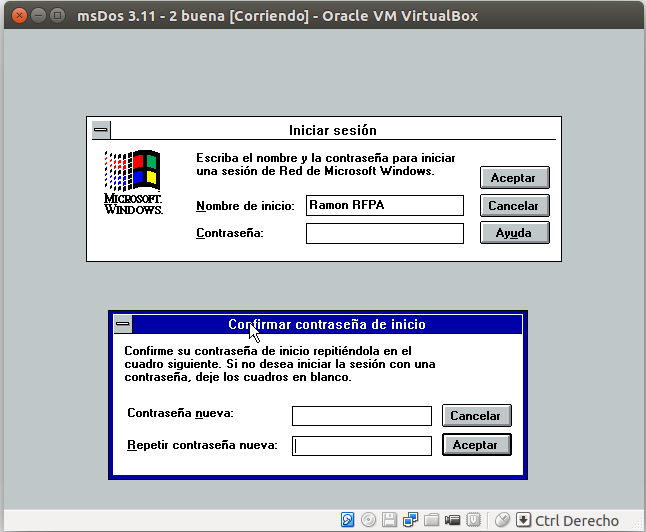 msDos 3.11 - 2 buena [Corriendo] - Oracle VM VirtualBox
Iniciar sesión
Escriba el nombre y la contraseña para iniciar
una sesión de Red de Microsoft Windows.
Aceptar
MICROSOFT.
WINDOWS.
Nombre de inicio: Ramon RFPA
Cancelar
Contraseña:
Ayuda
Confirmar contraseña de inicio
Confirme su contraseña de inicio repitiéndola en el
cuadro siguiente. Si no desea iniciar la sesión con una
contraseña, deje los cuadros en blanco.
Contraseña nueva:
Cancelar
Repetir contraseña nueva:
Aceptar
Ctrl Derecho